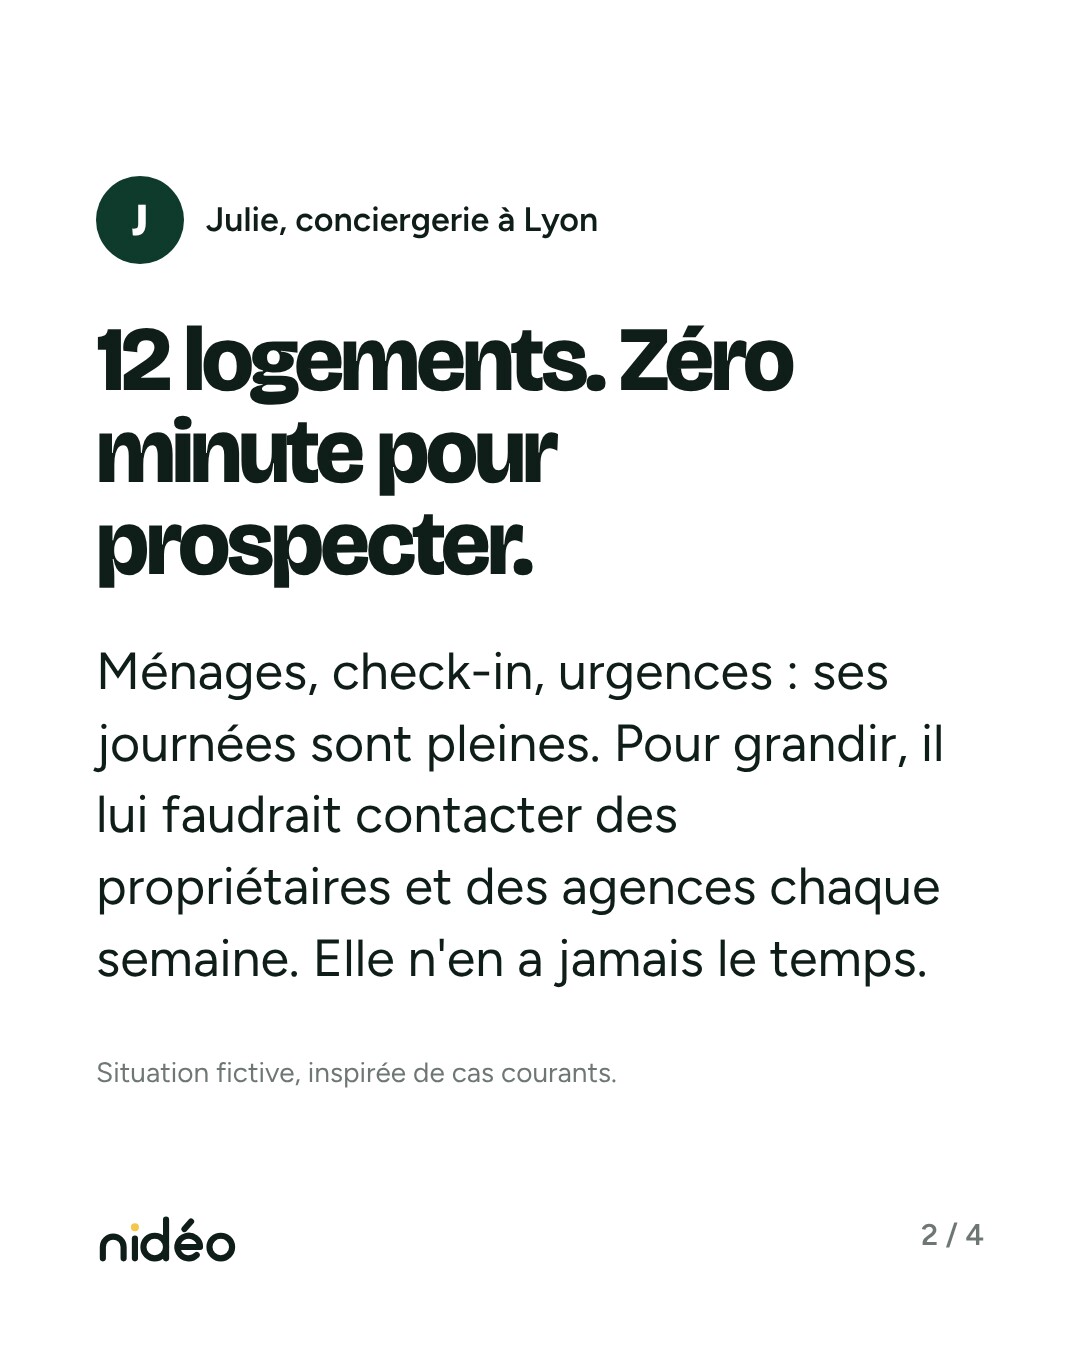 J
Julie, conciergerie à Lyon
12 logements. Zéro
minute pour
prospecter.
Ménages, check-in, urgences : ses
journées sont pleines. Pour grandir, il
lui faudrait contacter des
propriétaires et des agences chaque
semaine. Elle n'en a jamais le temps.
Situation fictive, inspirée de cas courants.
nidéo
2 / 4